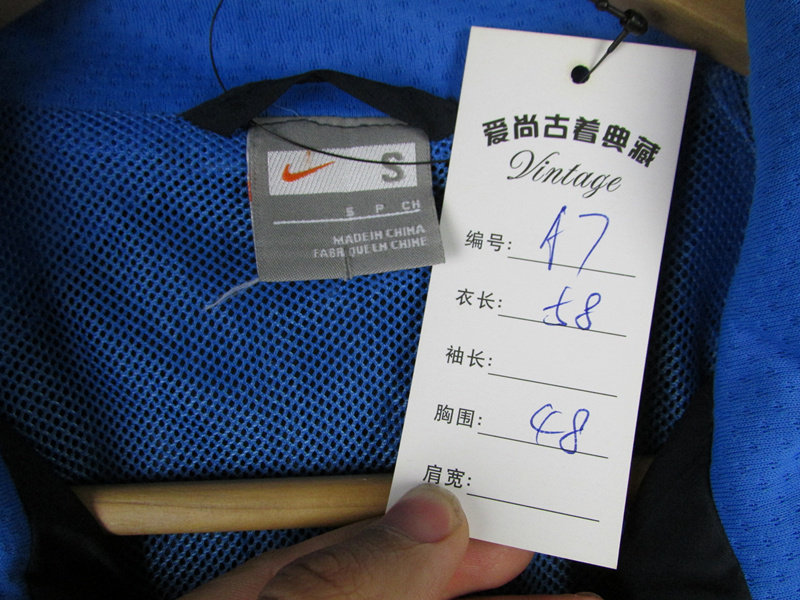 S
S P CH
MADE IN CHINA
FABRIQUE EN CHINE
爱尚古着典藏
Vintage
编号: A7
衣长: 58
袖长:
胸围: 48
肩宽: